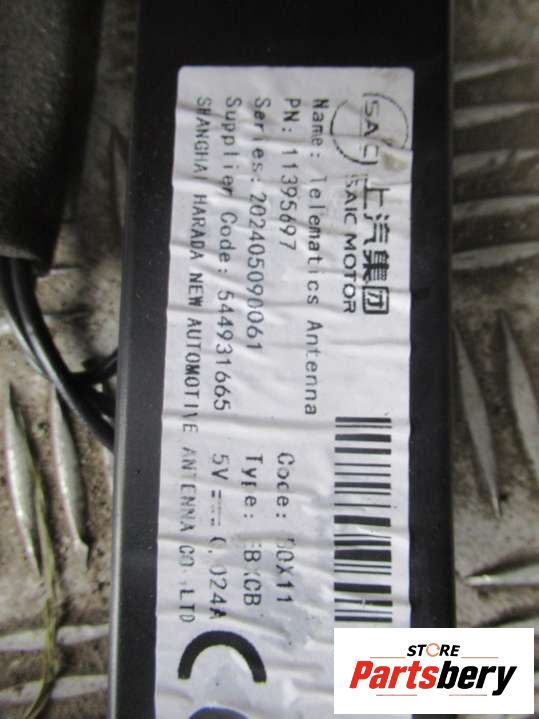 SAIC
上汽集团
SAIC MOTOR
Name: Telematics Antenna
PN: 11395697
Code:
Series: 202405090061
Type:
Supplier Code: 544931665
5V
SHANGHAI HARADA NEW AUTOMOTIVE ANTENNA CO.,LTD
STORE
Partsbery